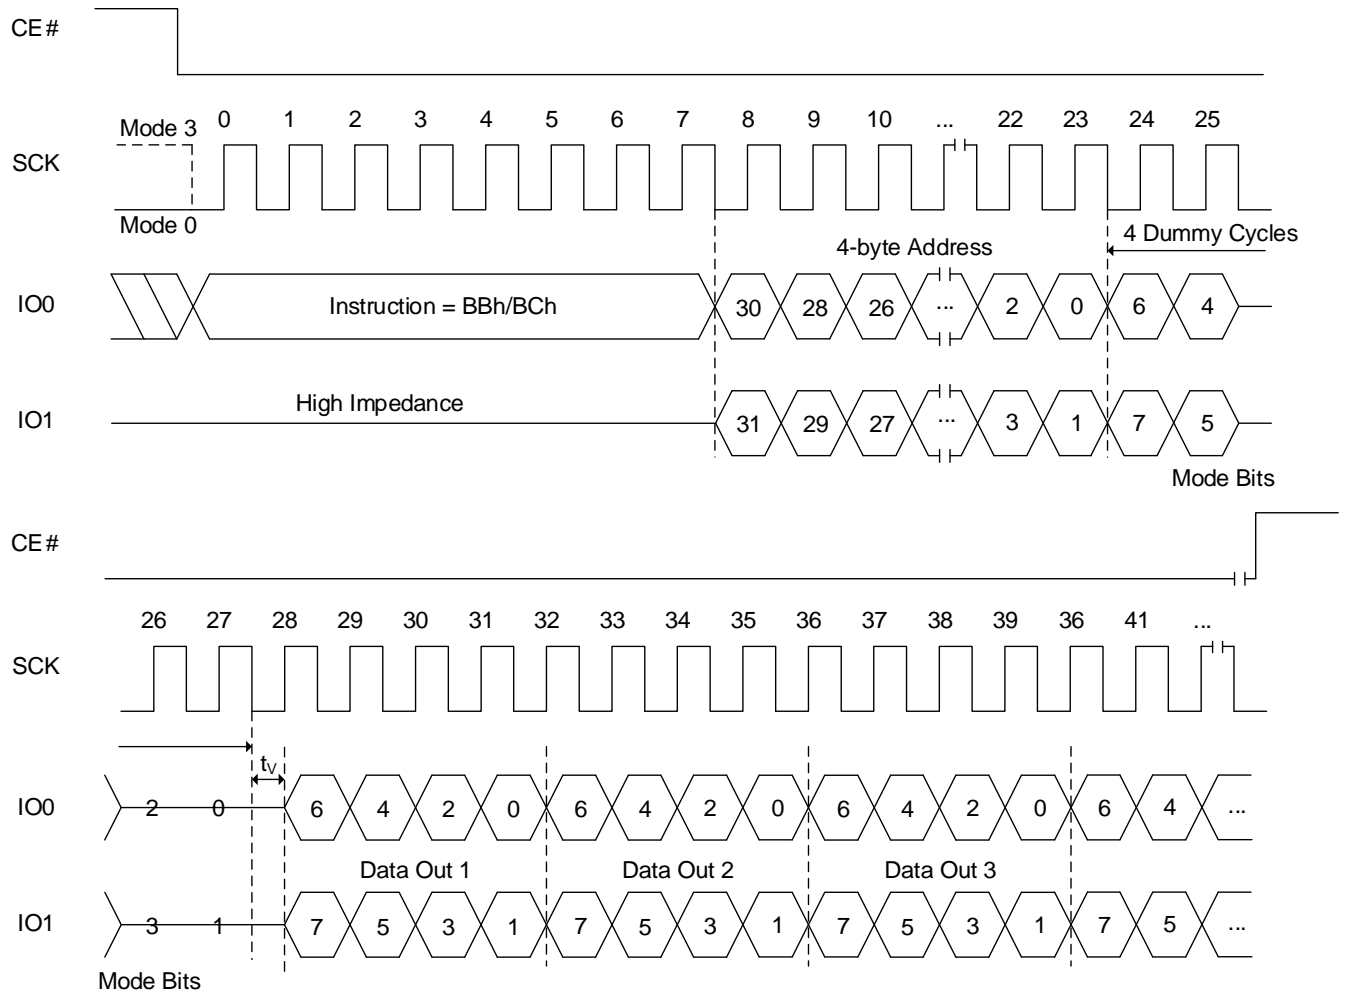 CE#
Mode 3 0 1 2 3 4 5 6 7 8 9 10 ... 22 23 24 25
SCK
Mode 0
4-byte Address 4 Dummy Cycles
IO0 Instruction = BBh/BCh 30 28 26 ... 2 0 6 4
High Impedance
IO1 31 29 27 ... 3 1 7 5
Mode Bits
CE#
26 27 28 29 30 31 32 33 34 35 36 37 38 39 36 41 ...
SCK
tV
IO0 2 0 6 4 2 0 6 4 2 0 6 4 2 0 6 4 ...
Data Out 1 Data Out 2 Data Out 3
IO1 3 1 7 5 3 1 7 5 3 1 7 5 3 1 7 5 ...
Mode Bits